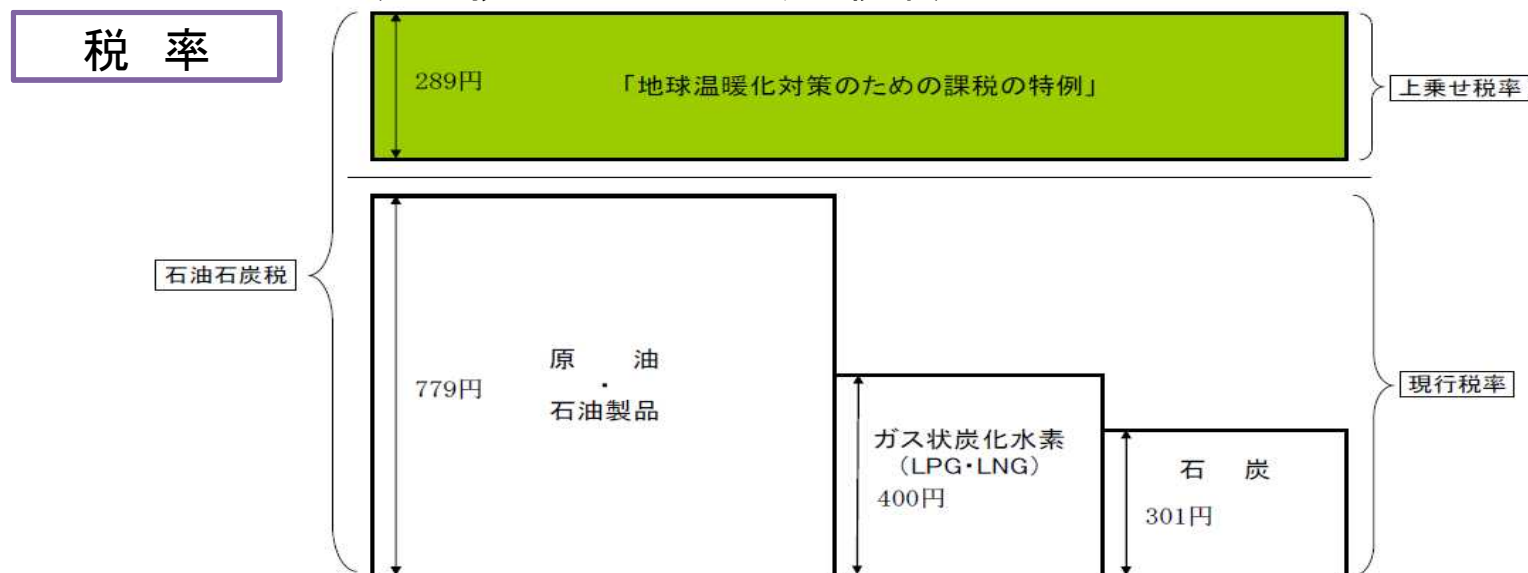 税 率
289円
「地球温暖化対策のための課税の特例」
上乗せ税率
石油石炭税
779円
原 油
・
石油製品
現行税率
ガス状炭化水素
（LPG・LNG）
400円
石 炭
301円